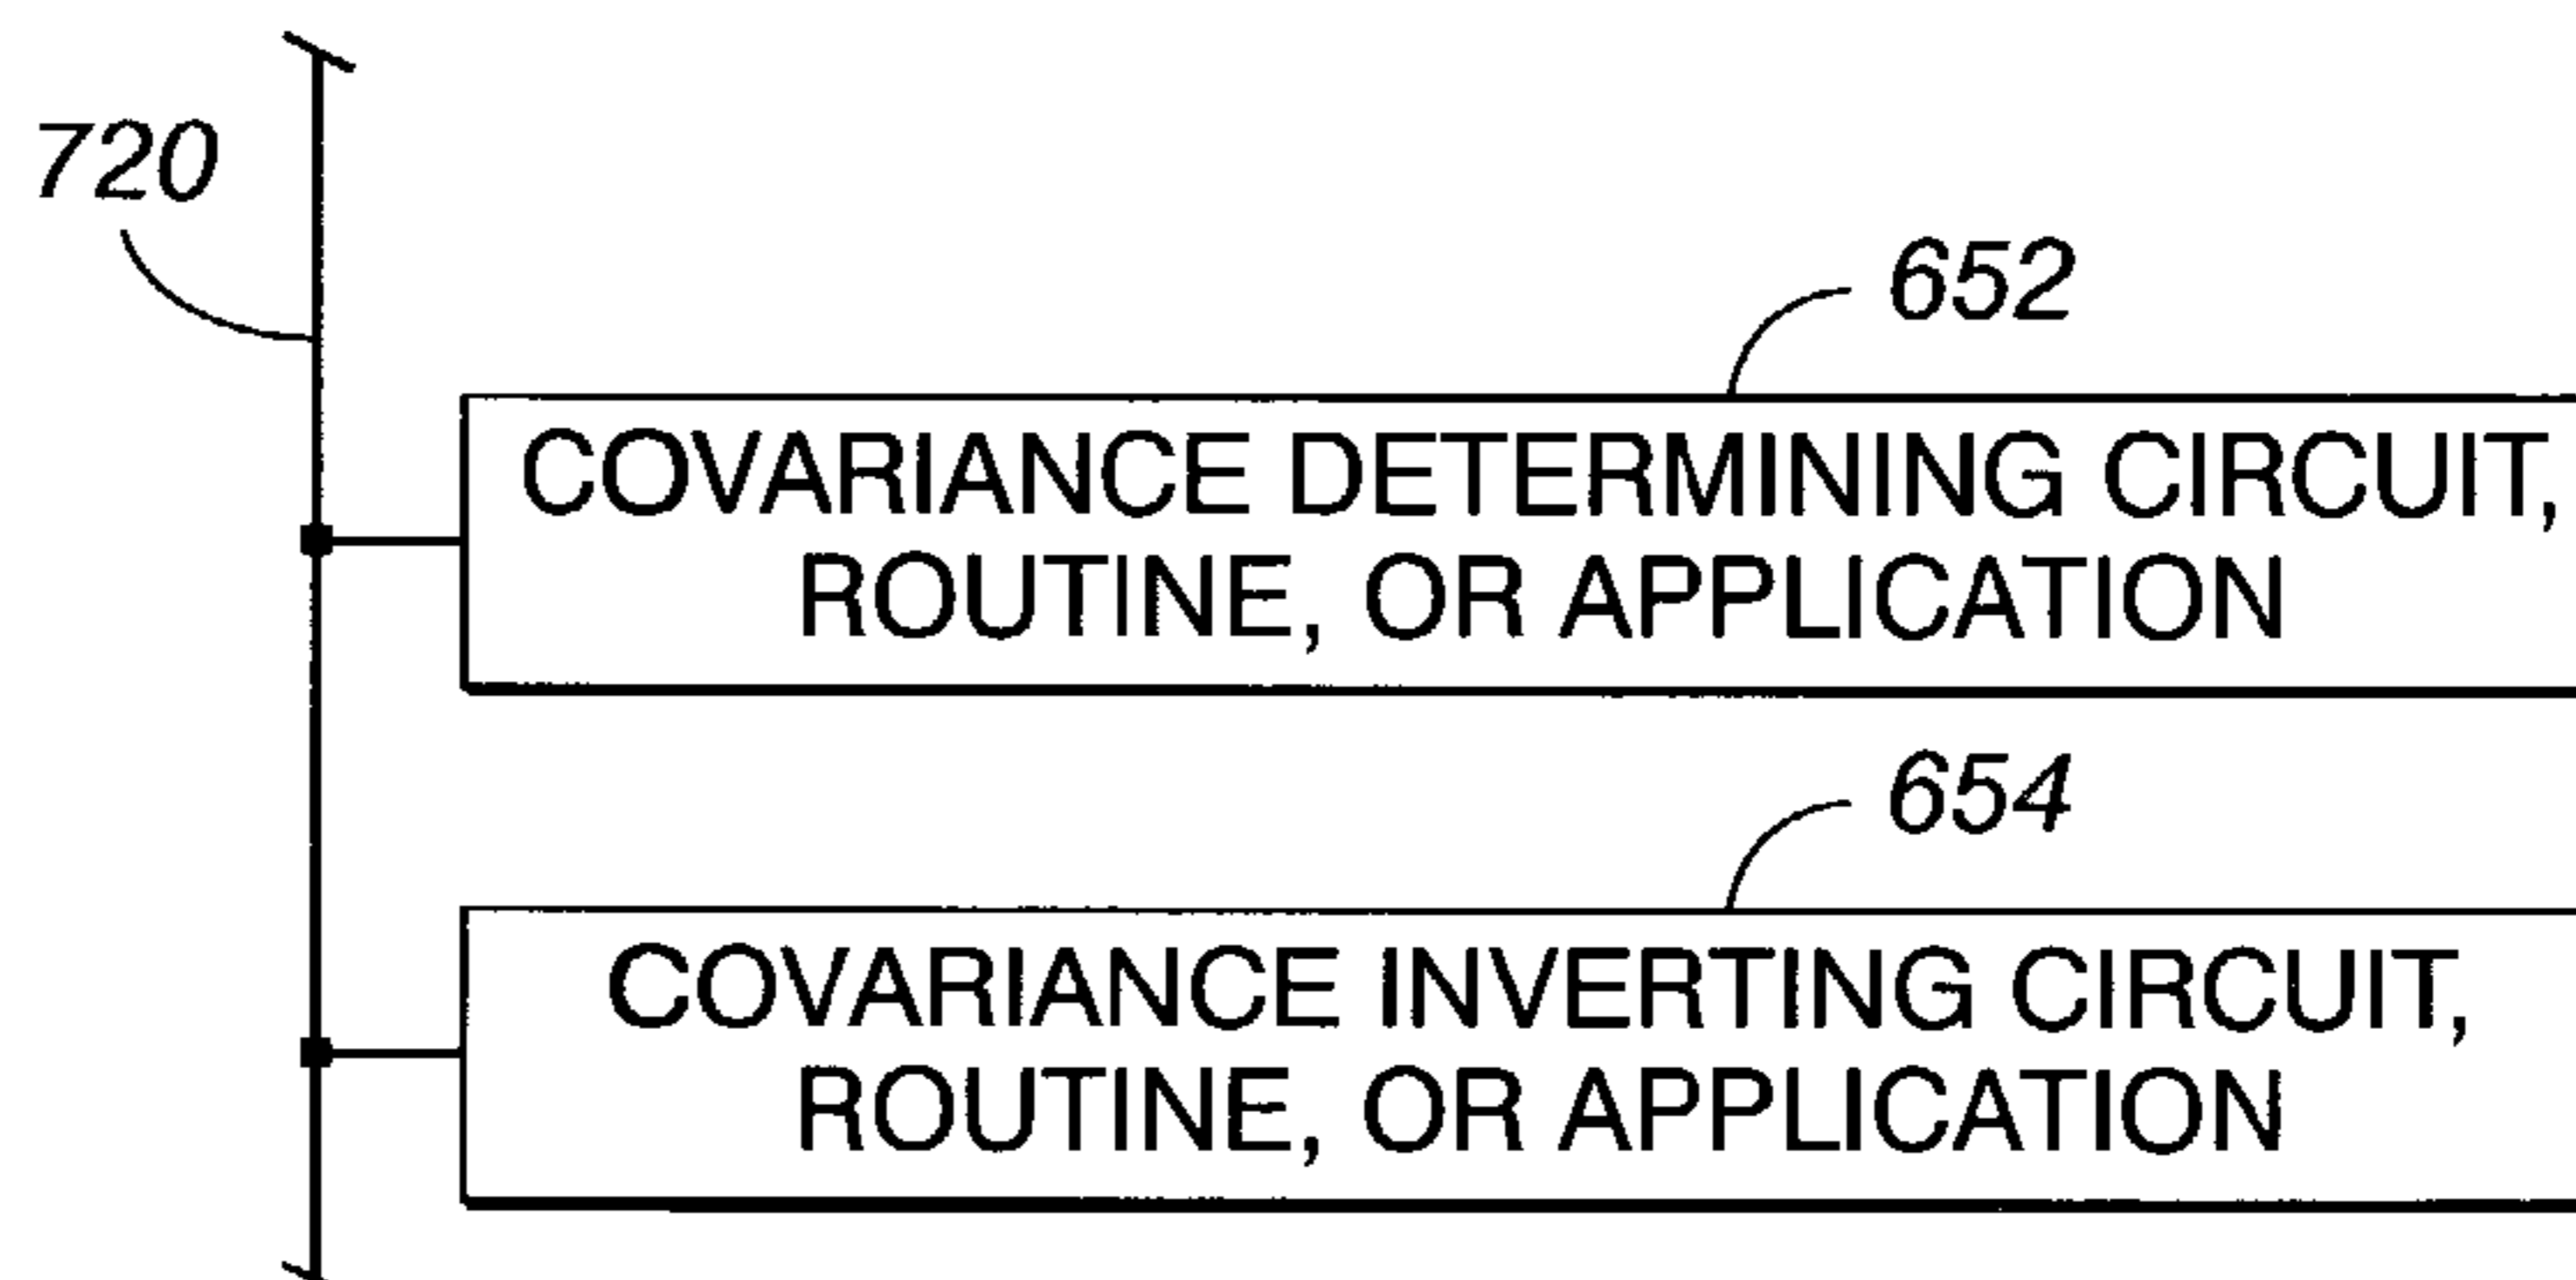 720
652
COVARIANCE DETERMINING CIRCUIT,
ROUTINE, OR APPLICATION
654
COVARIANCE INVERTING CIRCUIT,
ROUTINE, OR APPLICATION